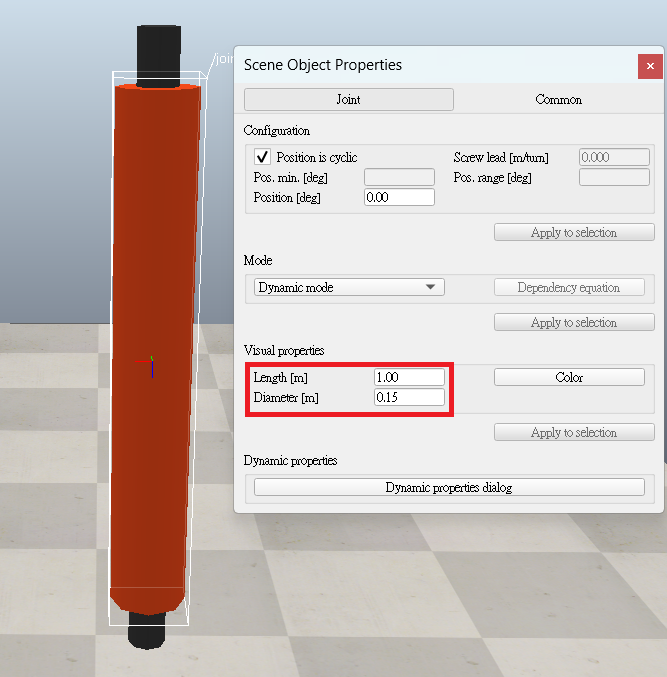 /join
Scene Object Properties
×
Joint
Common
Configuration
Position is cyclic
Screw lead [m/turn]
0.000
Pos. min. [deg]
Pos. range [deg]
Position [deg]
0.00
Apply to selection
Mode
Dynamic mode
Dependency equation
Apply to selection
Visual properties
Length [m]
1.00
Color
Diameter [m]
0.15
Apply to selection
Dynamic properties
Dynamic properties dialog